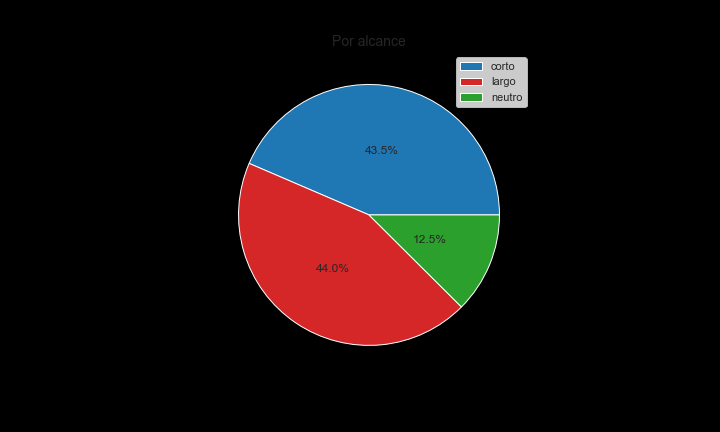 Por alcance
corto
largo
neutro
43.5%
12.5%
44.0%